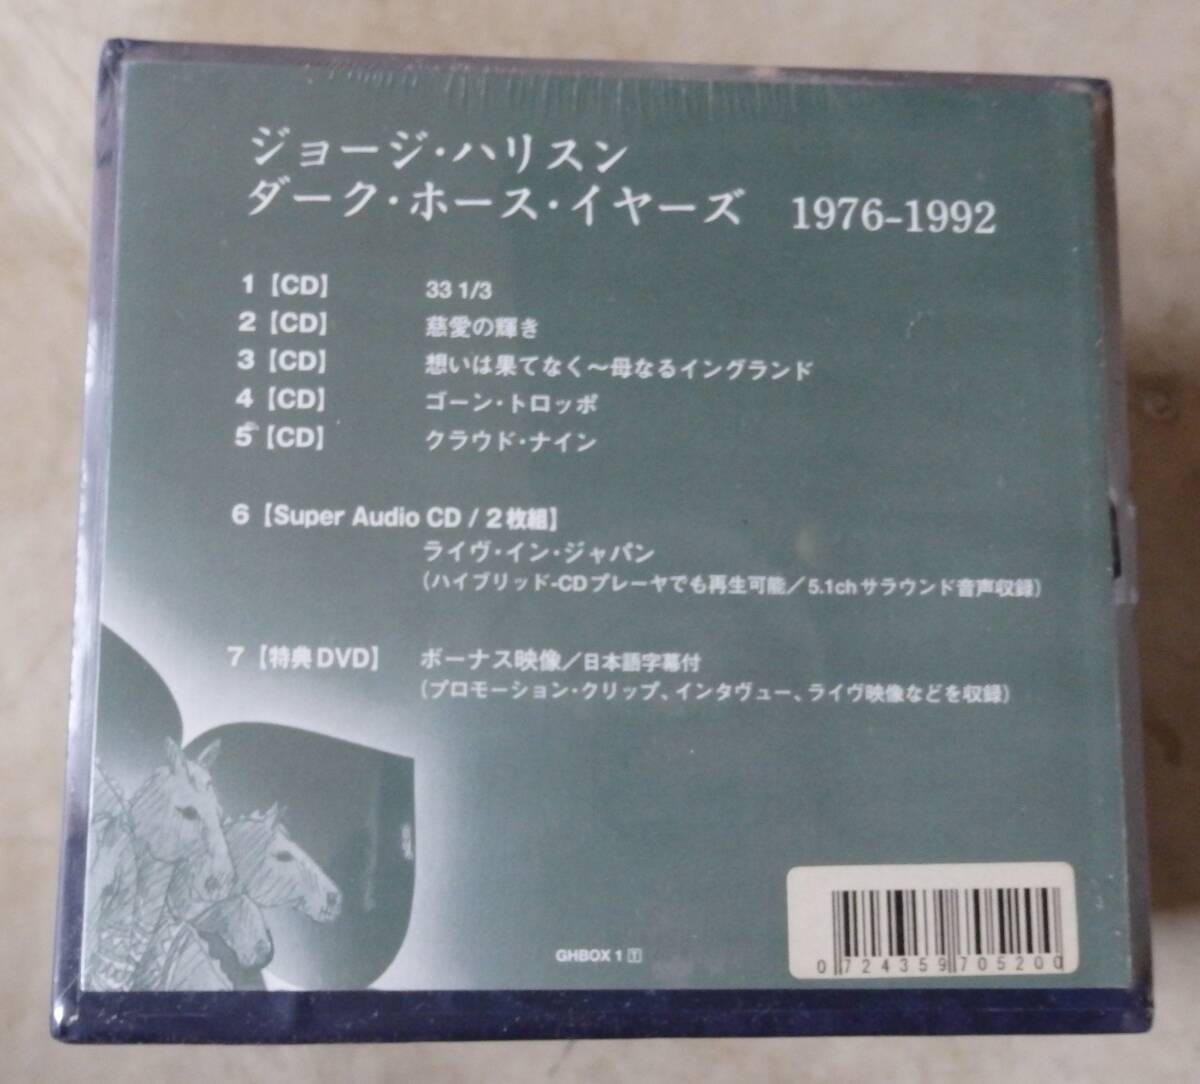 ジョージ・ハリスン
ダーク・ホース・イヤーズ 1976-1992
1【CD】 33 1/3
2【CD】 慈愛の輝き
3【CD】 想いは果てなく〜母なるイングランド
4【CD】 ゴーン・トロッポ
5【CD】 クラウド・ナイン
6【Super Audio CD / 2枚組】
ライヴ・イン・ジャパン
(ハイブリッド-CDプレーヤでも再生可能/5.1chサラウンド音声収録)
7【特典DVD】 ボーナス映像/日本語字幕付
(プロモーション・クリップ、インタヴュー、ライヴ映像などを収録)
GHBOX 1 Y
0 724359 705200